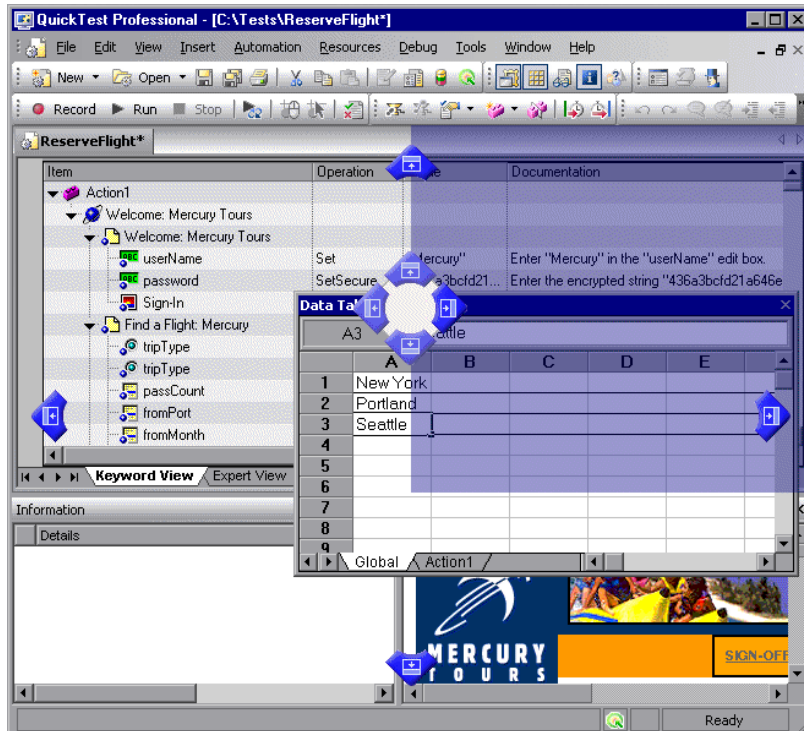 QuickTest Professional - [C:\Tests\ReserveFlight*]
File Edit View Insert Automation Resources Debug Tools Window Help
New Open
Record Run Stop
ReserveFlight*
Item Operation Documentation
Action1
Welcome: Mercury Tours
Welcome: Mercury Tours
userName Set Mercury" Enter "Mercury" in the "userName" edit box.
password SetSecure a3bcfd21... Enter the encrypted string "436a3bcfd21a646e
Sign-In
Find a Flight: Mercury
tripType
tripType
passCount
fromPort
fromMonth
Keyword View Expert View
Data Ta
A3 attle
A B C D E
1 New York
2 Portland
3 Seattle
4
5
6
7
8
9
Global Action1
Information
Details
MERCURY
TOURS
SIGN-OFF
Ready